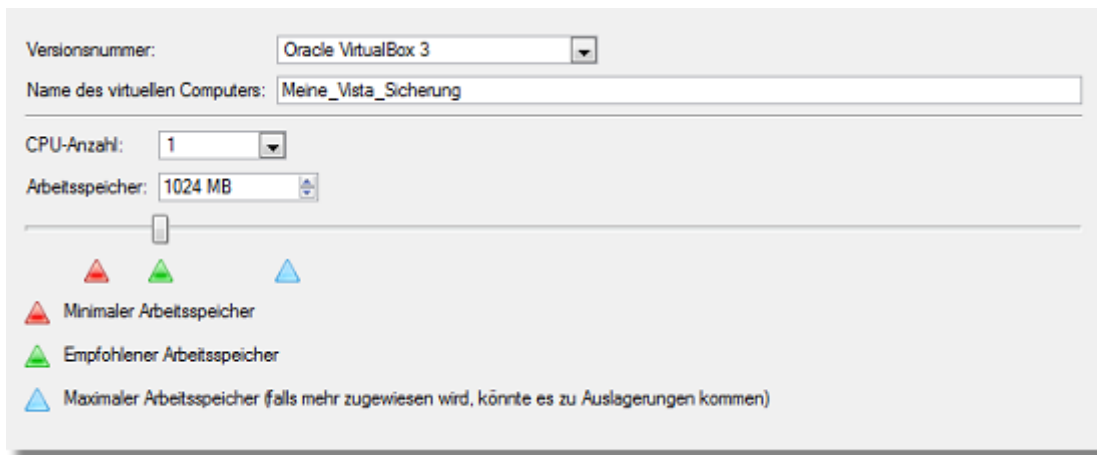 Versionsnummer: Oracle VirtualBox 3
Name des virtuellen Computers: Meine_Vista_Sicherung
CPU-Anzahl: 1
Arbeitsspeicher: 1024 MB
Minimaler Arbeitsspeicher
Empfohlener Arbeitsspeicher
Maximaler Arbeitsspeicher (falls mehr zugewiesen wird, könnte es zu Auslagerungen kommen)